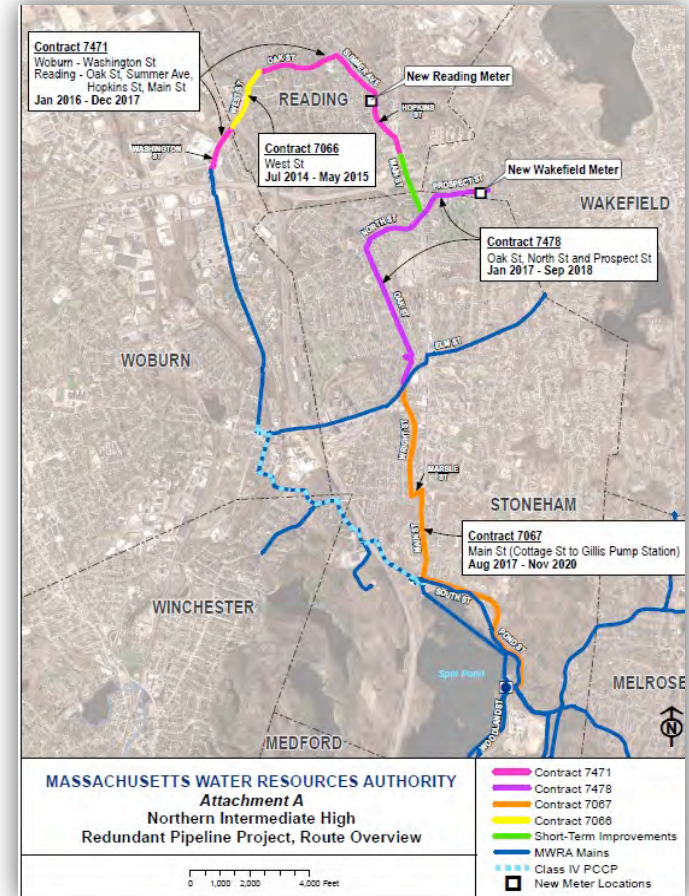 Contract 7471
Woburn - Washington St
Reading - Oak St, Summer Ave,
Hopkins St, Main St
Jan 2016 - Dec 2017
OAK ST
SUMMER AVE
New Reading Meter
READING
WEST ST
HOPKINS
ST
WASHINGTON
ST
Contract 7066
West St
Jul 2014 - May 2015
MAIN ST
New Wakefield Meter
PROSPECT ST
WAKEFIELD
NORTH ST
Contract 7478
Oak St, North St and Prospect St
Jan 2017 - Sep 2018
OAK ST
WOBURN
ELM ST
WRIGHT ST
MARBLE
ST
STONEHAM
MAIN ST
Contract 7067
Main St (Cottage St to Gillis Pump Station)
Aug 2017 - Nov 2020
WINCHESTER
SOUTH ST
POND ST
Spot Pond
MELROSE
WOODLAND ST
N
MEDFORD
MASSACHUSETTS WATER RESOURCES AUTHORITY
Attachment A
Northern Intermediate High
Redundant Pipeline Project, Route Overview
0 1,000 2,000 4,000 Feet
Contract 7471
Contract 7478
Contract 7067
Contract 7066
Short-Term Improvements
MWRA Mains
Class IV PCCP
New Meter Locations